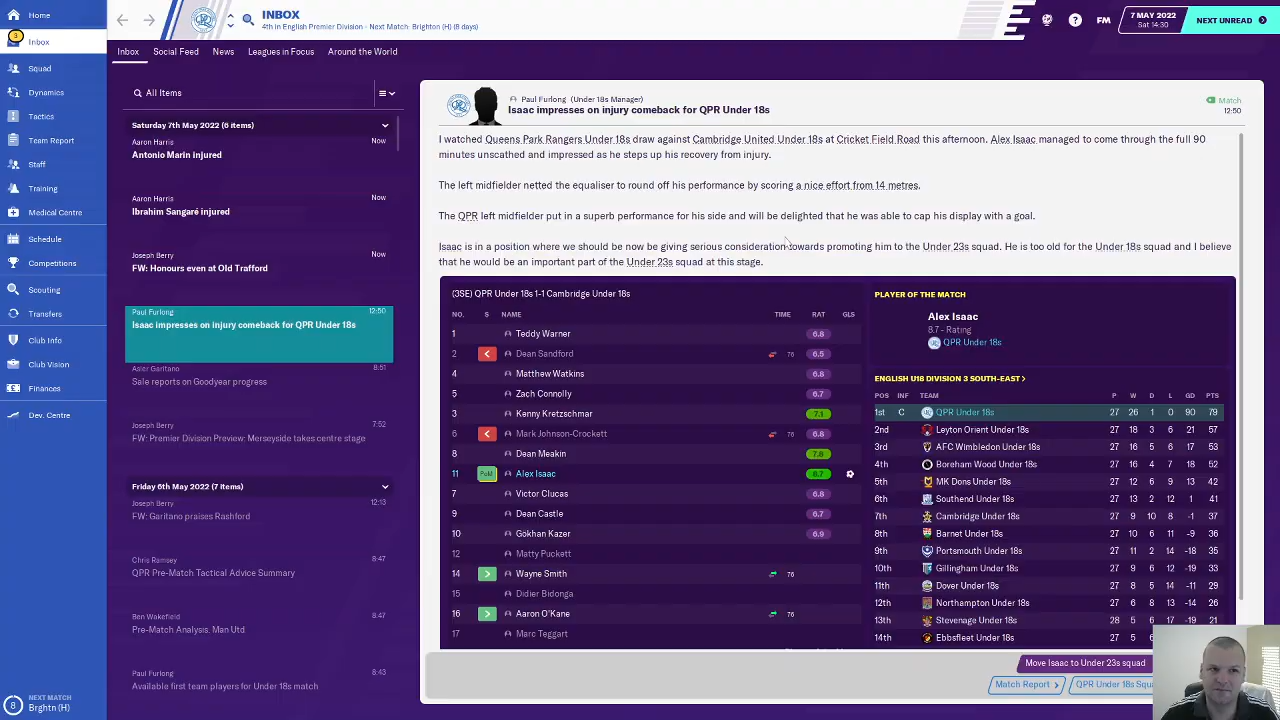 INBOX
4th in English Premier Division - Next Match: Brighton (H) (8 days)
FM
7 MAY 2022
Sat 14:30
NEXT UNREAD
Home
3
Inbox
Squad
Dynamics
Tactics
Team Report
Staff
Training
Medical Centre
Schedule
Competitions
Scouting
Transfers
Club Info
Club Vision
Finances
Dev. Centre
NEXT MATCH
8 Brghtn (H)
Inbox Social Feed News Leagues in Focus Around the World
All Items
Saturday 7th May 2022 (6 items)
Aaron Harris Now
Antonio Marin injured
Aaron Harris Now
Ibrahim Sangaré injured
Joseph Berry Now
FW: Honours even at Old Trafford
Paul Furlong 12:50
Isaac impresses on injury comeback for QPR Under 18s
Asier Garitano 8:51
Sale reports on Goodyear progress
Joseph Berry 7:52
FW: Premier Division Preview: Merseyside takes centre stage
Friday 6th May 2022 (7 items)
Joseph Berry 12:13
FW: Garitano praises Rashford
Chris Ramsey 8:47
QPR Pre-Match Tactical Advice Summary
Ben Wakefield 8:47
Pre-Match Analysis: Man Utd
Paul Furlong 8:43
Available first team players for Under 18s match
Paul Furlong (Under 18s Manager)
Isaac impresses on injury comeback for QPR Under 18s
Match
12:50
I watched Queens Park Rangers Under 18s draw against Cambridge United Under 18s at Cricket Field Road this afternoon. Alex Isaac managed to come through the full 90
minutes unscathed and impressed as he steps up his recovery from injury.
The left midfielder netted the equaliser to round off his performance by scoring a nice effort from 14 metres.
The QPR left midfielder put in a superb performance for his side and will be delighted that he was able to cap his display with a goal.
Isaac is in a position where we should be now be giving serious consideration towards promoting him to the Under 23s squad. He is too old for the Under 18s squad and I believe
that he would be an important part of the Under 23s squad at this stage.
(3SE) QPR Under 18s 1-1 Cambridge Under 18s
NO. S NAME TIME RAT GLS
1 Teddy Warner 6.8
2 Dean Sandford 76 6.5
4 Matthew Watkins 6.8
5 Zach Connolly 6.7
3 Kenny Kretzschmar 7.1
6 Mark Johnson-Crockett 76 6.8
8 Dean Meakin 7.8
11 PoM Alex Isaac 8.7
7 Victor Clucas 6.8
9 Dean Castle 6.7
10 Gökhan Kazer 6.9
12 Matty Puckett
14 Wayne Smith 76
15 Didier Bidonga
16 Aaron O'Kane 76
17 Marc Teggart
PLAYER OF THE MATCH
Alex Isaac
8.7 - Rating
QPR Under 18s
ENGLISH U18 DIVISION 3 SOUTH-EAST
POS INF TEAM P W D L GD PTS
1st C QPR Under 18s 27 26 1 0 90 79
2nd Leyton Orient Under 18s 27 18 3 6 21 57
3rd AFC Wimbledon Under 18s 27 16 5 6 17 53
4th Boreham Wood Under 18s 27 16 4 7 18 52
5th MK Dons Under 18s 27 13 6 9 13 42
6th Southend Under 18s 27 13 2 12 1 41
7th Cambridge Under 18s 27 9 10 8 -1 37
8th Barnet Under 18s 27 10 6 11 -9 36
9th Portsmouth Under 18s 27 11 2 14 -18 35
10th Gillingham Under 18s 27 9 6 12 -19 33
11th Dover Under 18s 27 8 5 14 -11 29
12th Northampton Under 18s 27 6 8 13 -14 26
13th Stevenage Under 18s 28 5 6 17 -19 21
14th Ebbsfleet Under 18s 27 5 6
Move Isaac to Under 23s squad
Match Report QPR Under 18s Squ